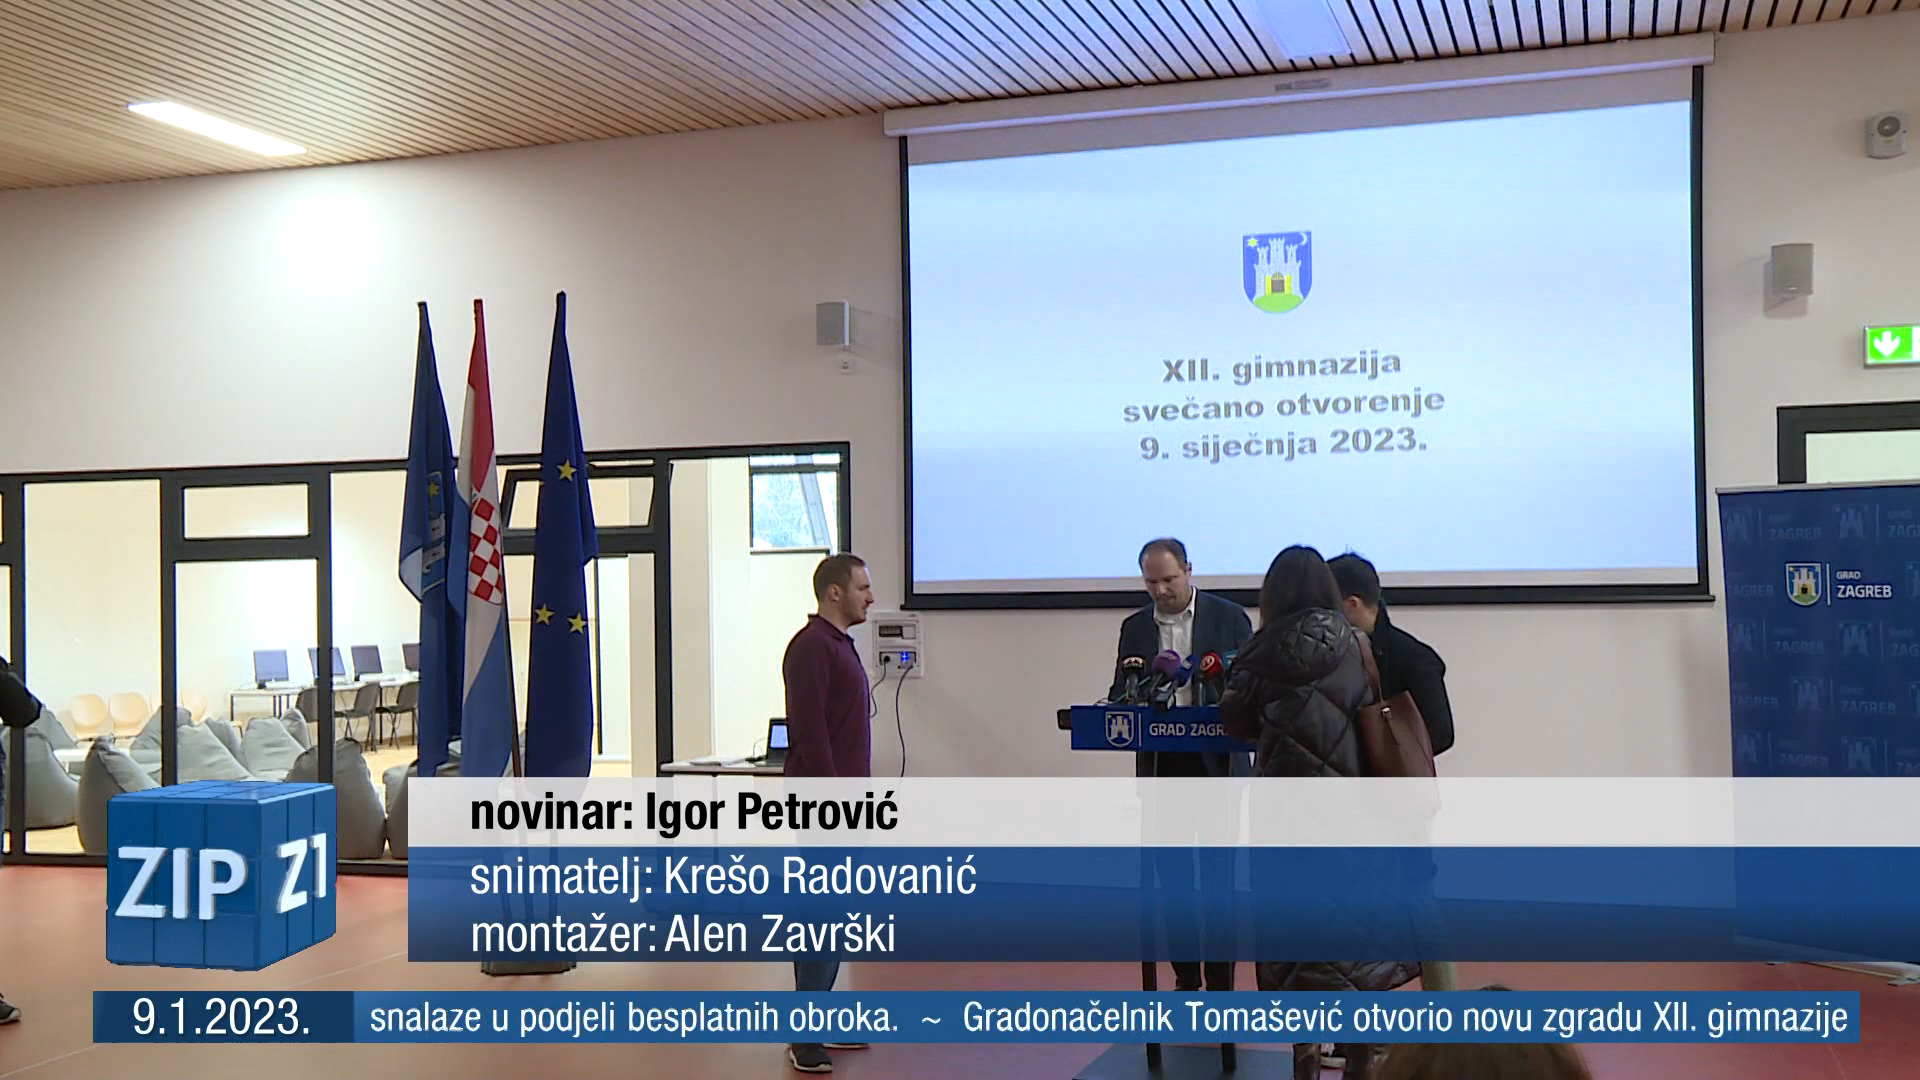 XII. gimnazija
svečano otvorenje
9. siječnja 2023.
GRAD
ZAGREB
GRAD ZAGR
novinar: Igor Petrović
snimatelj: Krešo Radovanić
montažer: Alen Završki
ZIP Z1
9.1.2023. snalaze u podjeli besplatnih obroka. ~ Gradonačelnik Tomašević otvorio novu zgradu XII. gimnazije